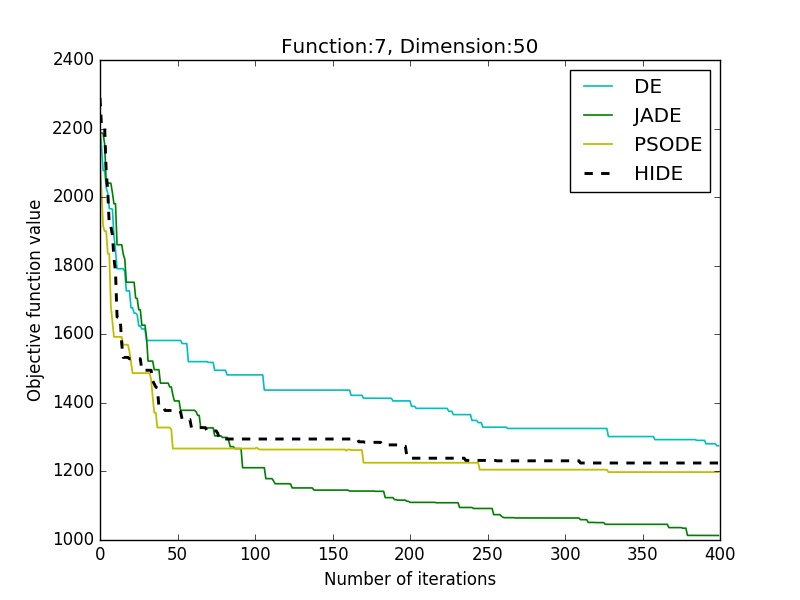 Function:7, Dimension:50
Objective function value
2400
2200
2000
1800
1600
1400
1200
1000
DE
JADE
PSODE
HIDE
0 50 100 150 200 250 300 350 400
Number of iterations